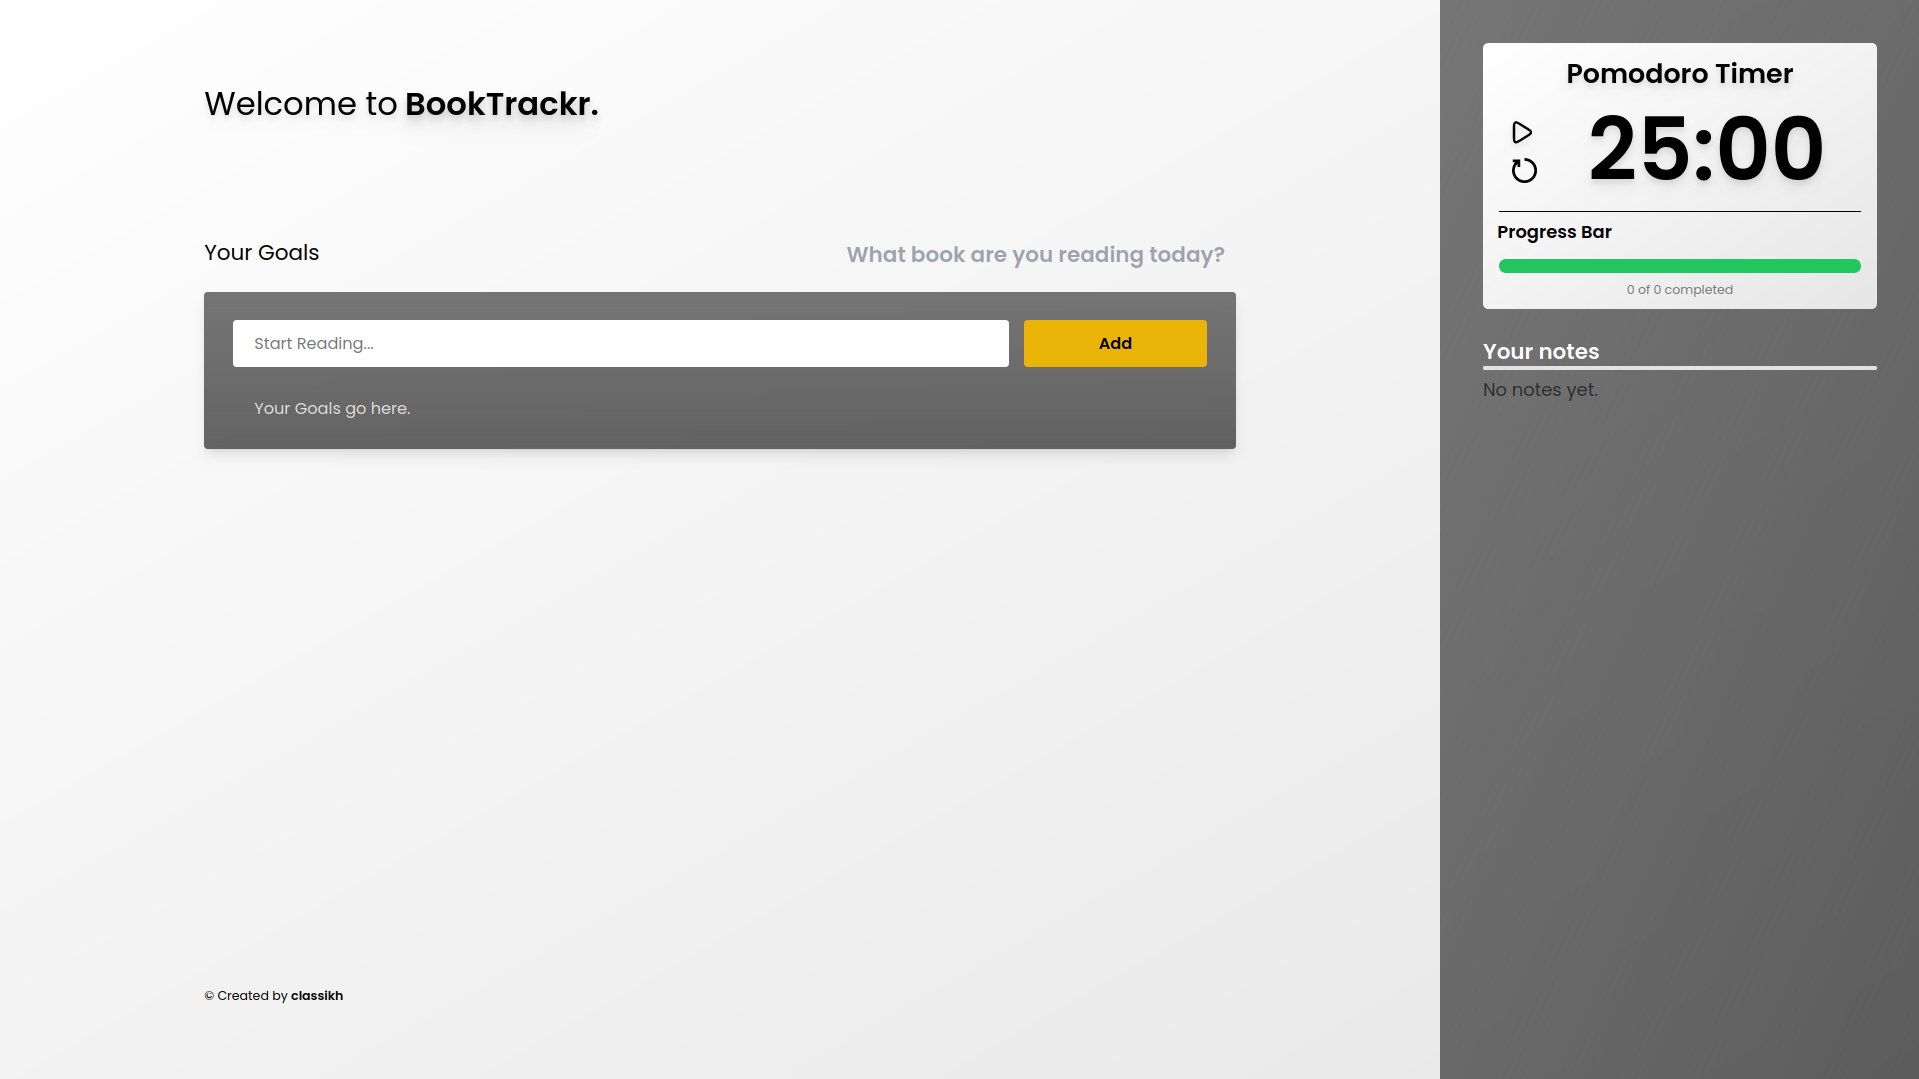 Welcome to BookTrackr.
Your Goals
What book are you reading today?
Start Reading...
Add
Your Goals go here.
© Created by classikh
Pomodoro Timer
25:00
Progress Bar
0 of 0 completed
Your notes
No notes yet.